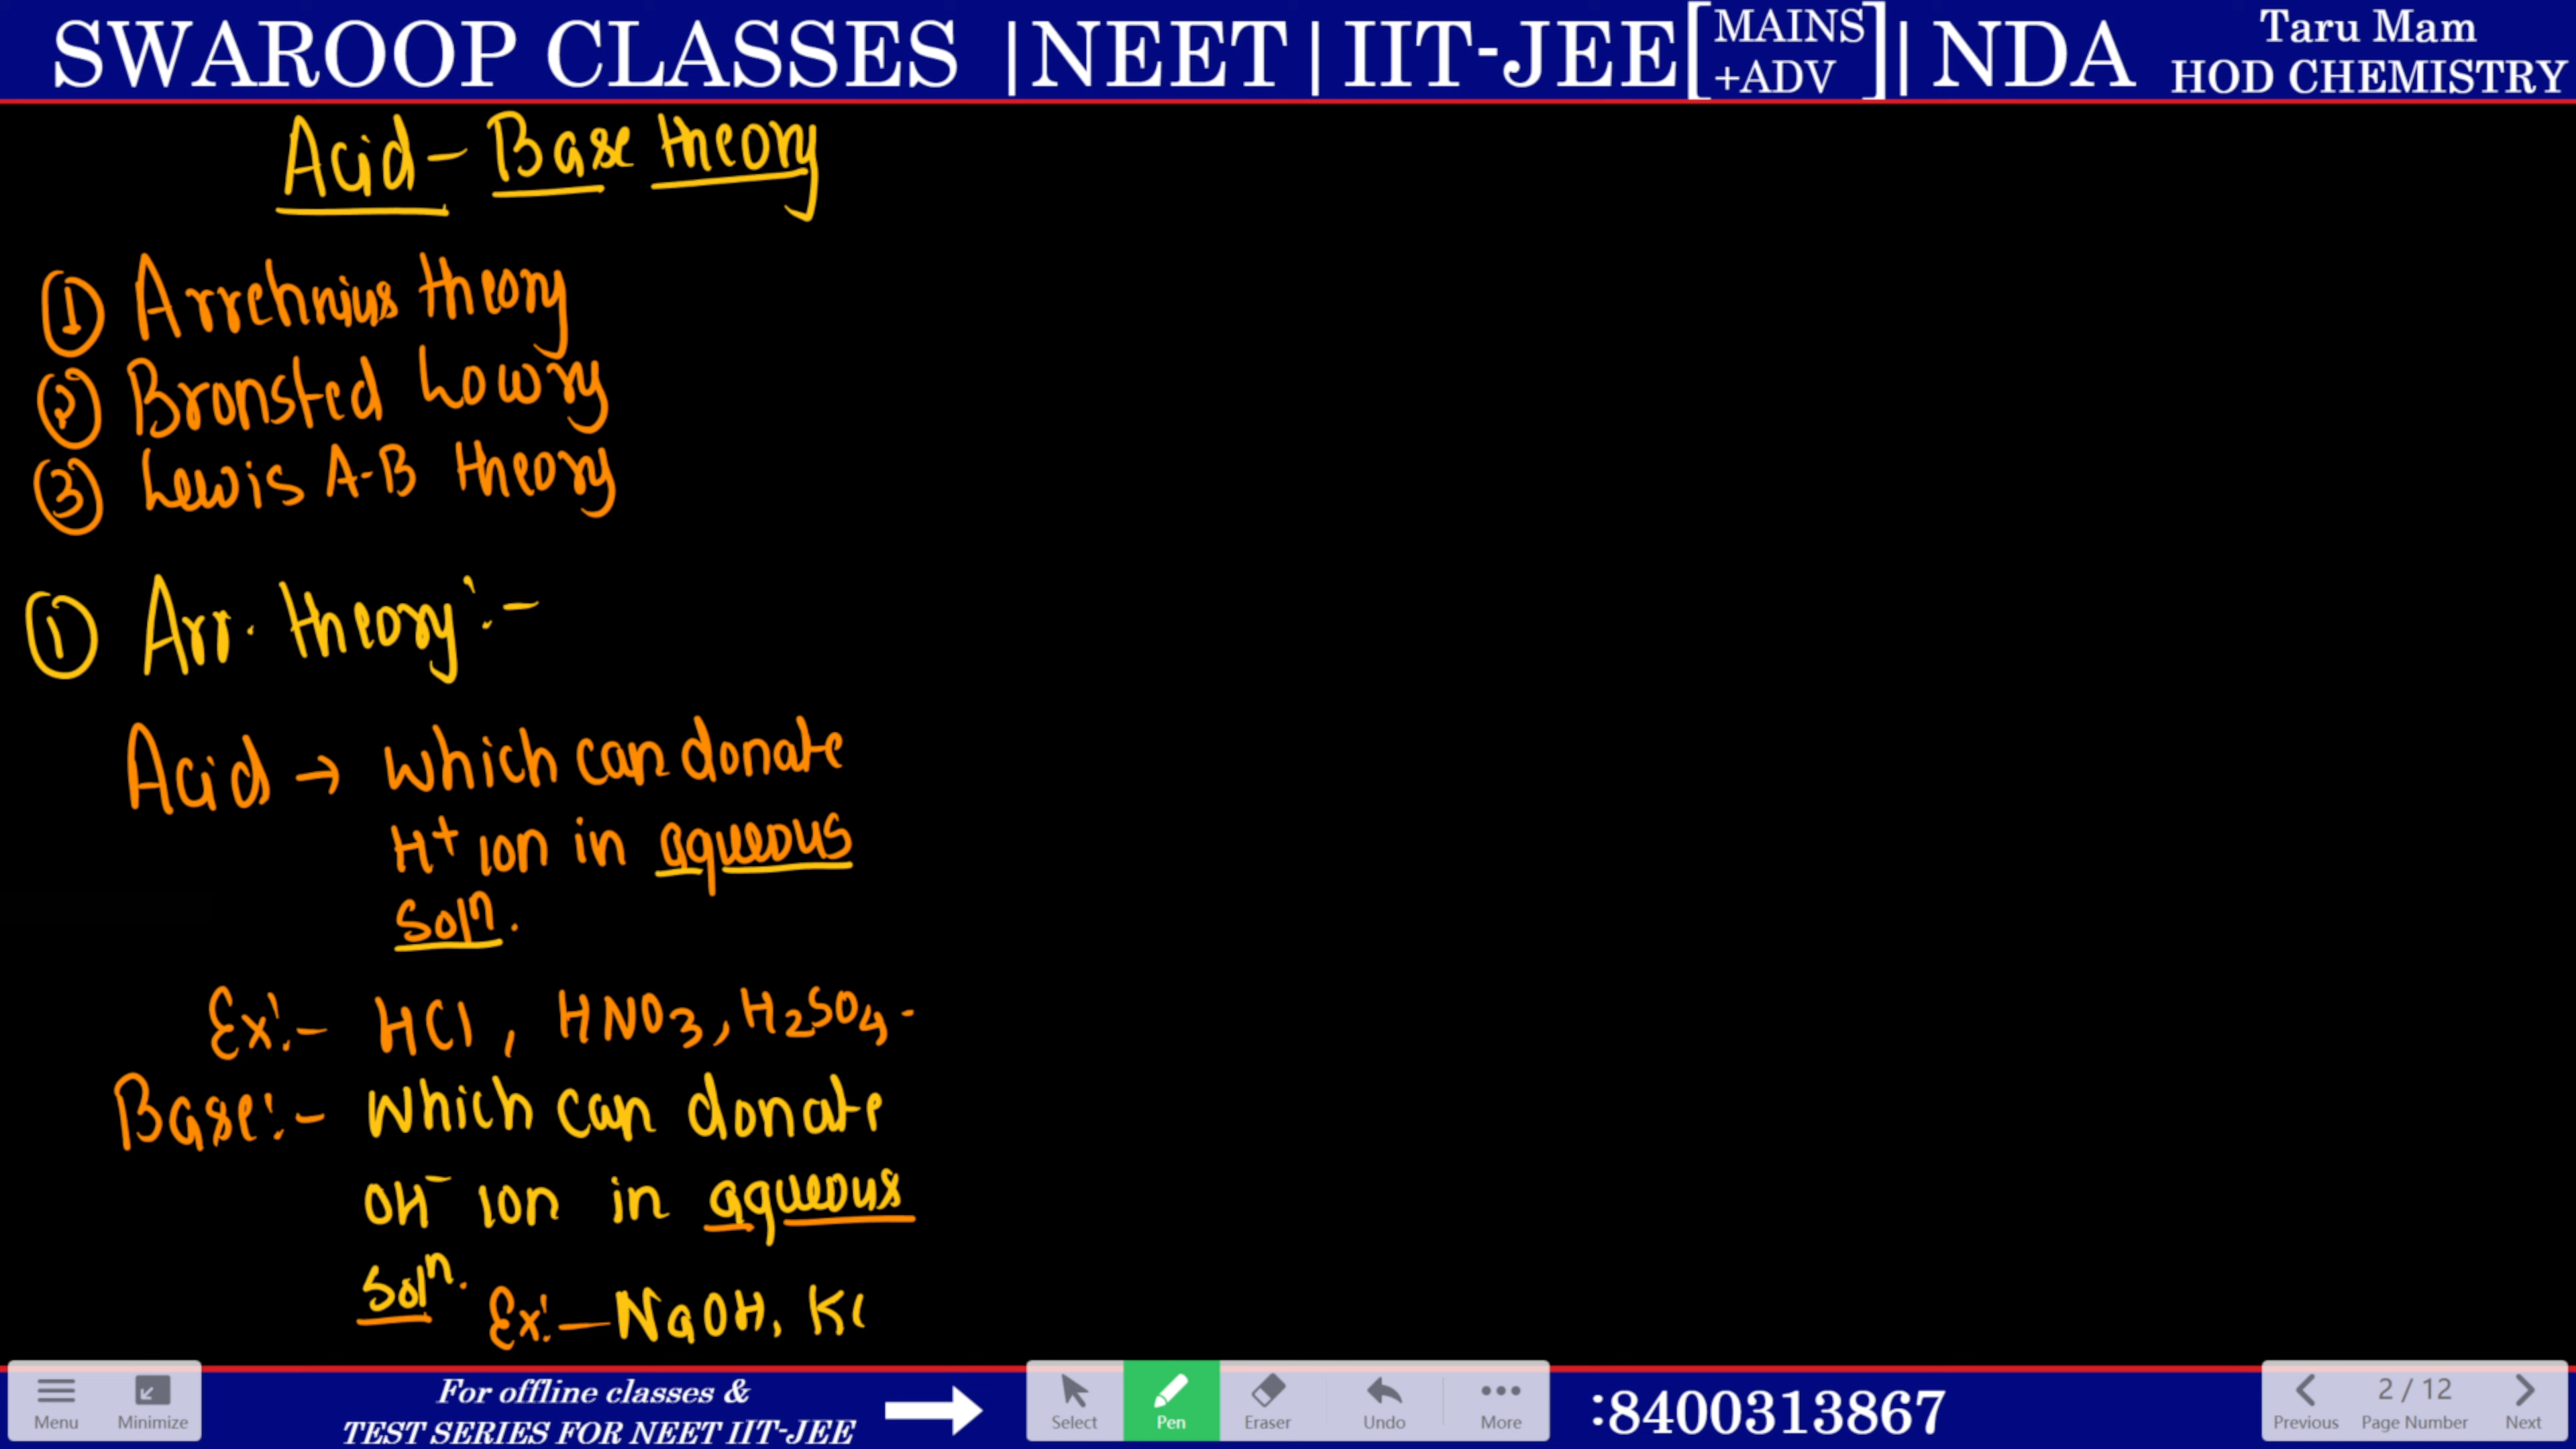 SWAROOP CLASSES |NEET| IIT-JEE[MAINS +ADV]| NDA
Taru Mam
HOD CHEMISTRY
Acid-Base theory
① Arrehnius theory
② Bronsted Lowry
③ Lewis A-B theory
① Arr. theory:-
Acid → which can donate
H+ ion in aqueous
Soln.
Ex:- HCl, HNO3, H2SO4-
Base:- which can donate
OH- ion in aqueous
Soln. Ex:- NaOH, K
For offline classes &
TEST SERIES FOR NEET IIT-JEE
:8400313867
Menu
Minimize
Select
Pen
Eraser
Undo
More
2 / 12
Previous
Page Number
Next